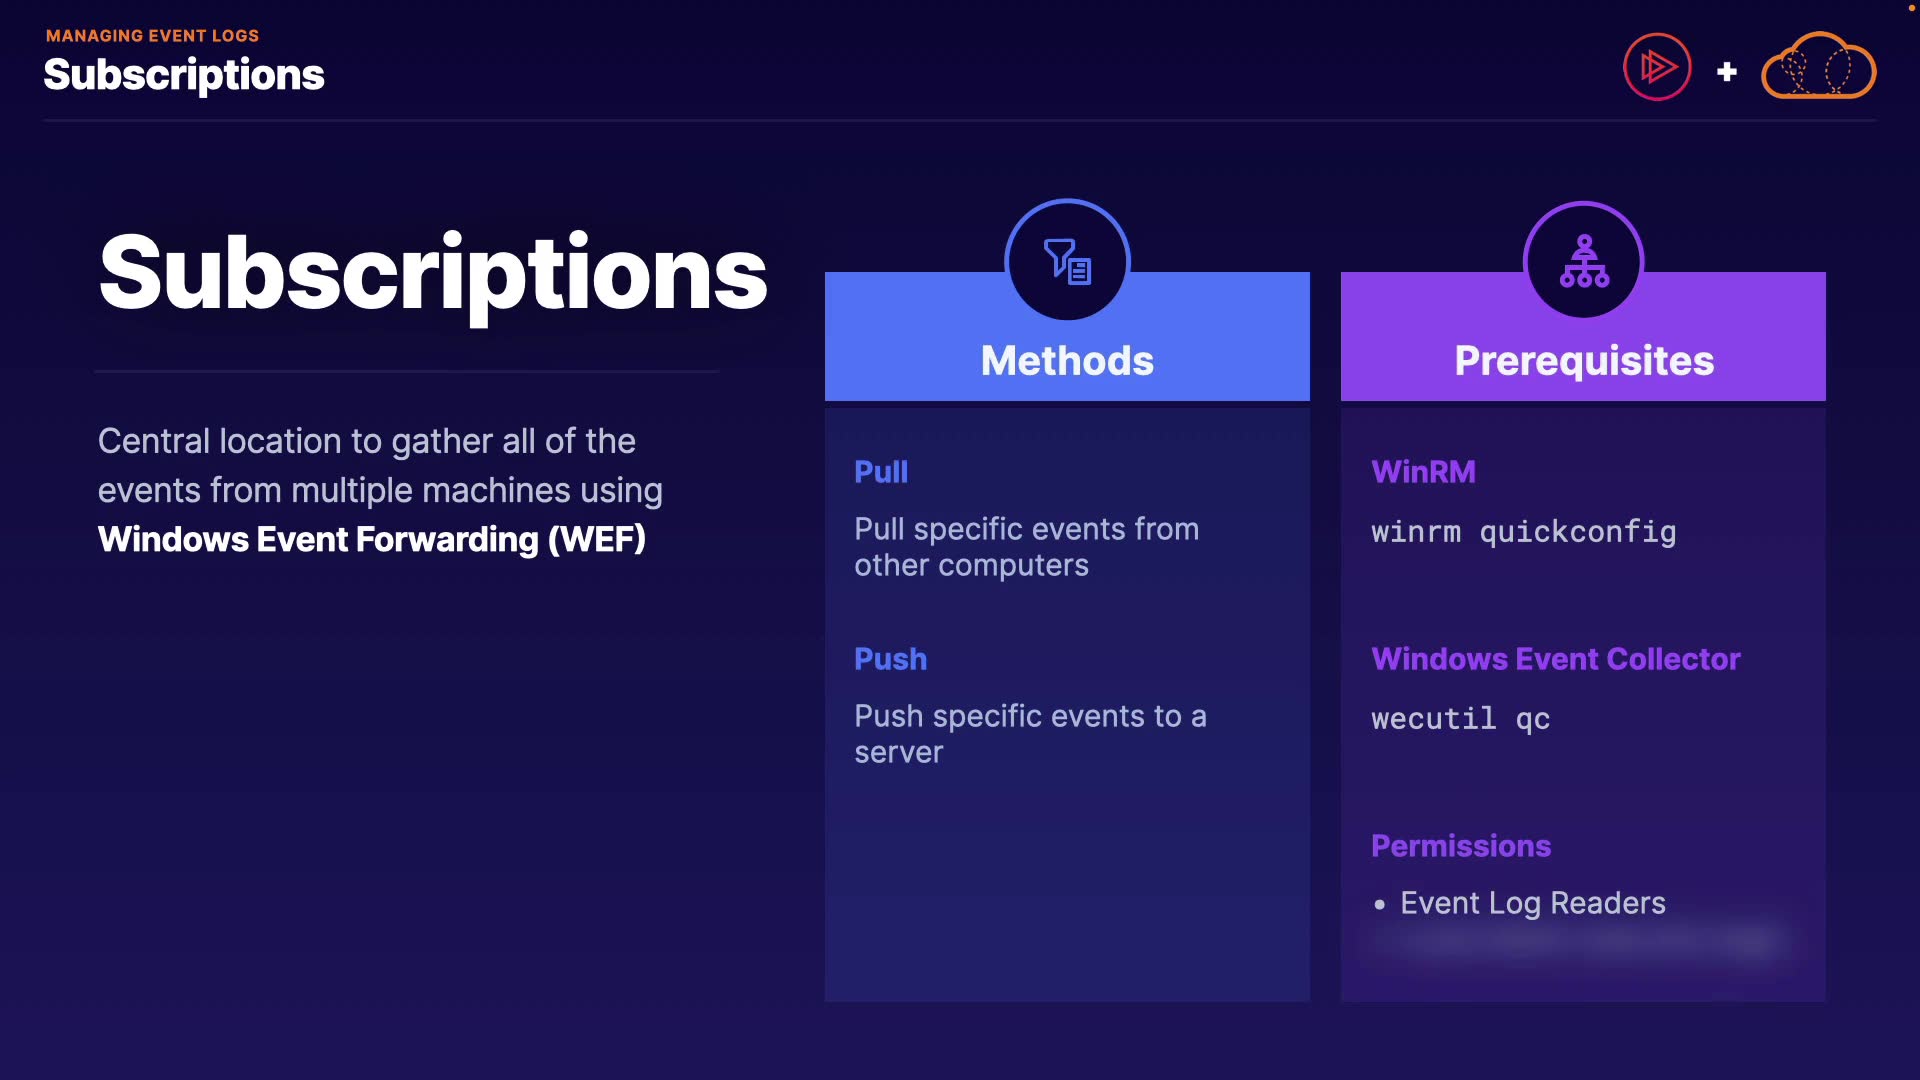 MANAGING EVENT LOGS
Subscriptions
+
Subscriptions
Central location to gather all of the
events from multiple machines using
Windows Event Forwarding (WEF)
Methods
Pull
Pull specific events from
other computers
Push
Push specific events to a
server
Prerequisites
WinRM
winrm quickconfig
Windows Event Collector
wecutil qc
Permissions
• Event Log Readers